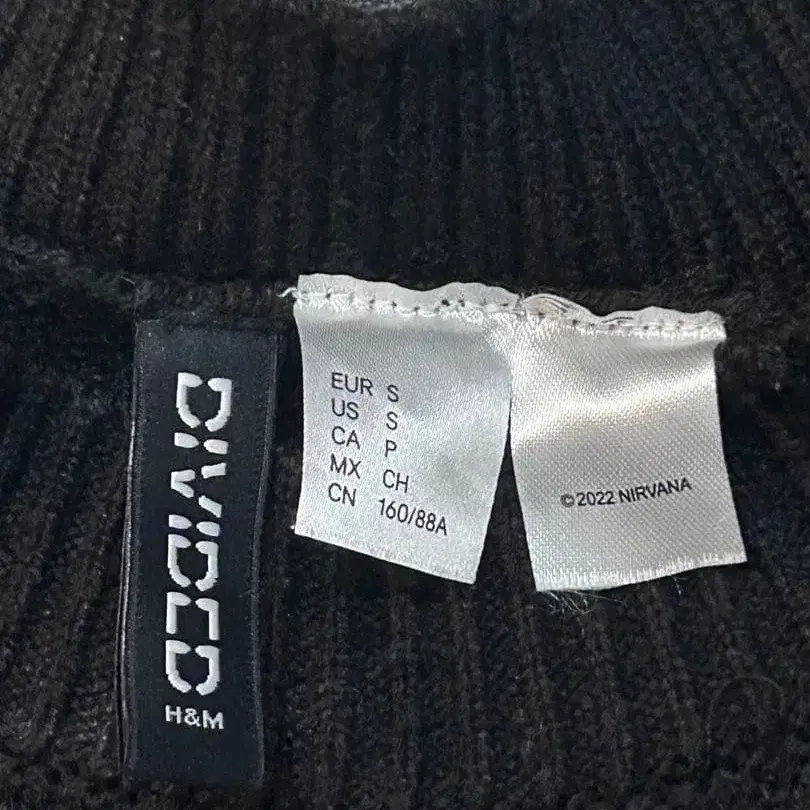 DIVIDED
H&M
EUR S
US S
CA P
MX CH
CN 160/88A
©2022 NIRVANA